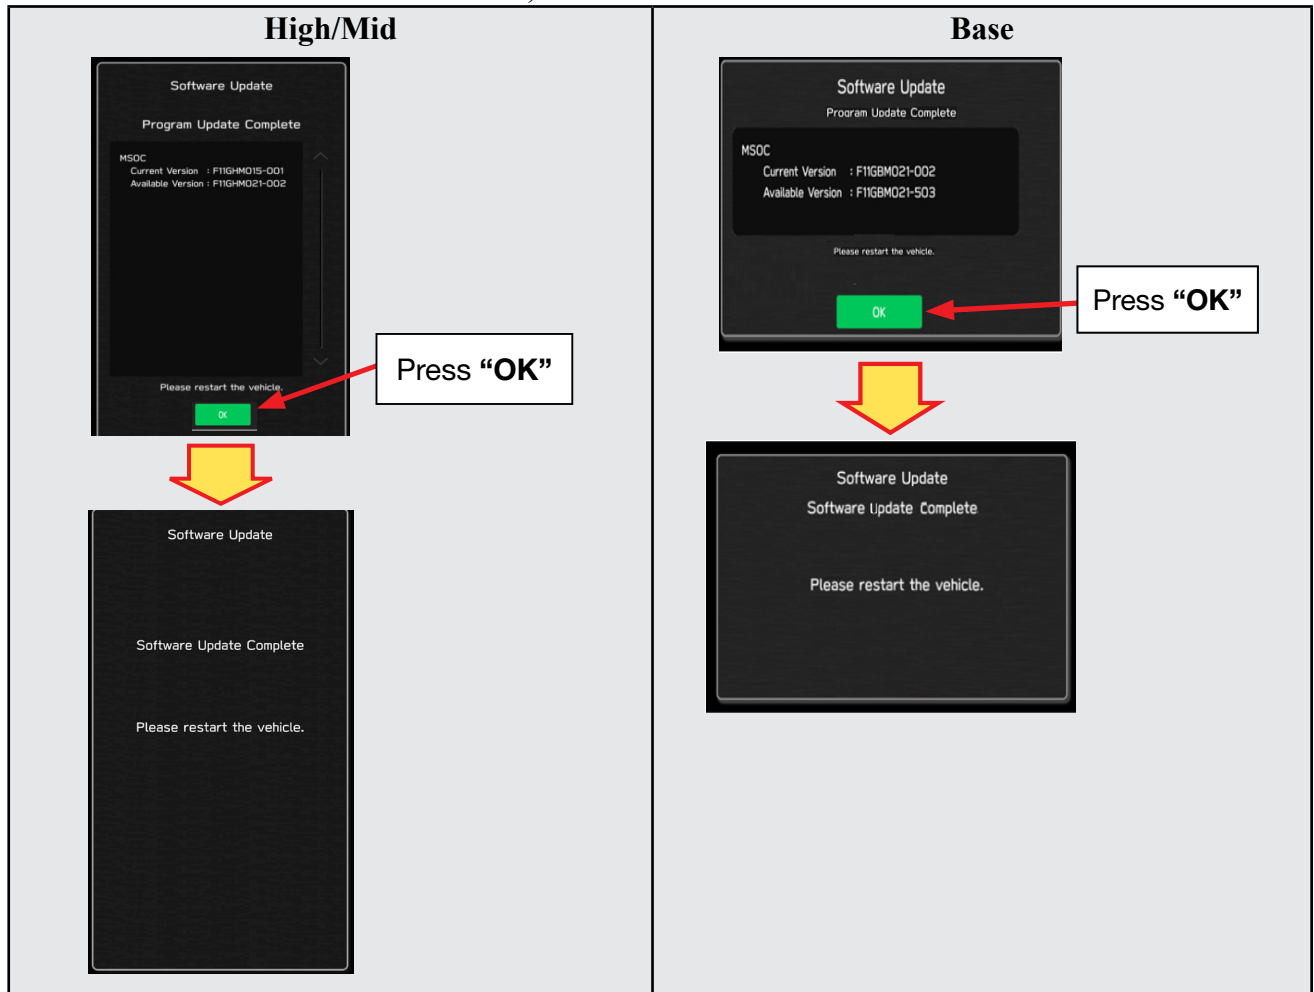 High/Mid
Software Update
Program Update Complete
MSOC
Current Version : F11GHM015-001
Available Version : F11GHM021-002
Please restart the vehicle.
OK
Press “OK”
Software Update
Software Update Complete
Please restart the vehicle.
Base
Software Update
Program Update Complete
MSOC
Current Version : F11GBM021-002
Available Version : F11GBM021-503
Please restart the vehicle.
OK
Press “OK”
Software Update
Software Update Complete
Please restart the vehicle.